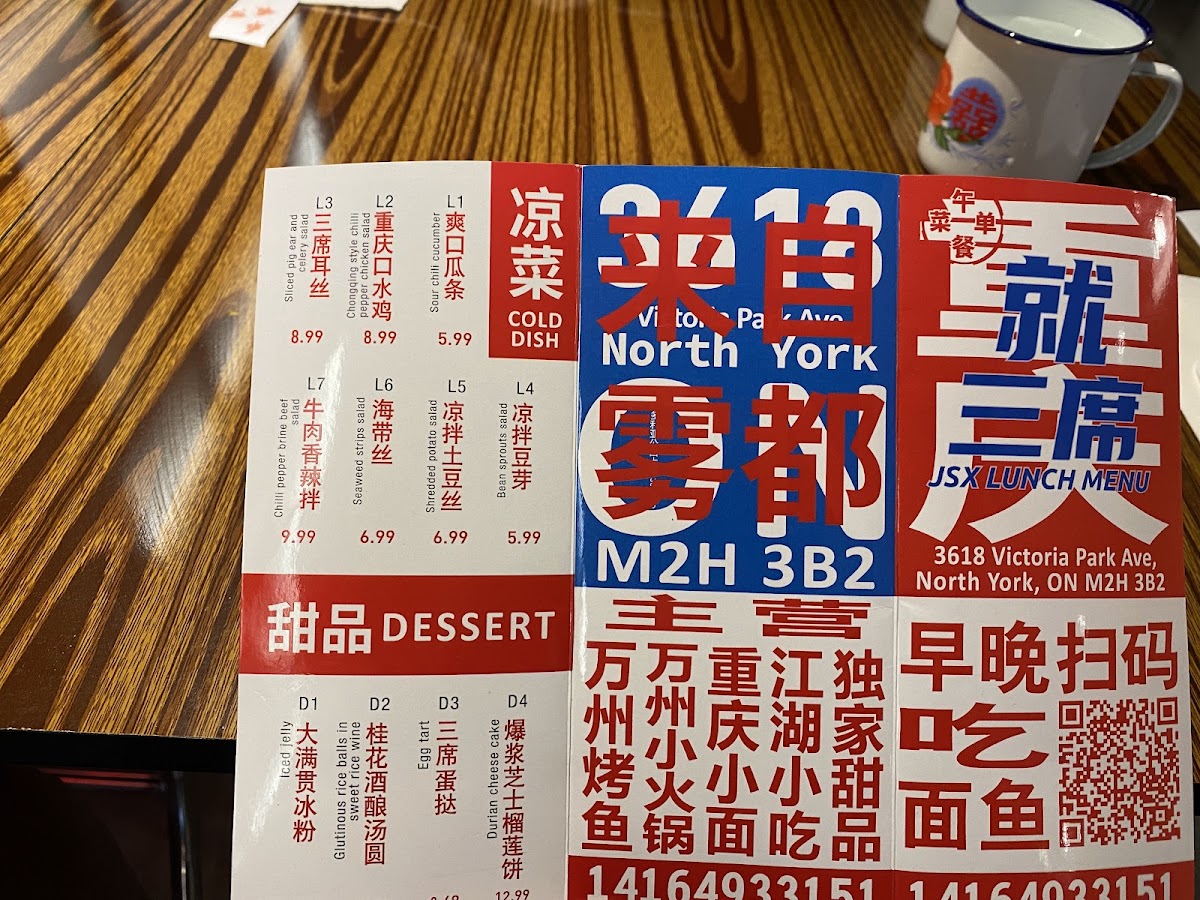 凉菜
COLD
DISH
L1
爽口瓜条
Sour chili cucumber
5.99
L2
重庆口水鸡
Chongqing style chilli
pepper chicken salad
8.99
L3
三席耳丝
Sliced pig ear and
celery salad
8.99
L4
凉拌豆芽
Bean sprouts salad
5.99
L5
凉拌土豆丝
Shredded potato salad
6.99
L6
海带丝
Seaweed strips salad
6.99
L7
牛肉香辣拌
Chilli pepper brine beef
salad
9.99
甜品 DESSERT
D1
大满贯冰粉
Iced jelly
D2
桂花酒酿汤圆
Glutinous rice balls in
sweet rice wine
D3
三席蛋挞
Egg tart
D4
爆浆芝士榴莲饼
Durian cheese cake
12.99
3618
来自
Victoria Park Ave
North York
ON
雾都
M2H 3B2
主营
万州烤鱼
万州小火锅
重庆小面
江湖小吃
独家甜品
14164933151
午餐菜单
重庆
就
三席
JSX LUNCH MENU
3618 Victoria Park Ave,
North York, ON M2H 3B2
早晚扫码
吃
面鱼
14164933151